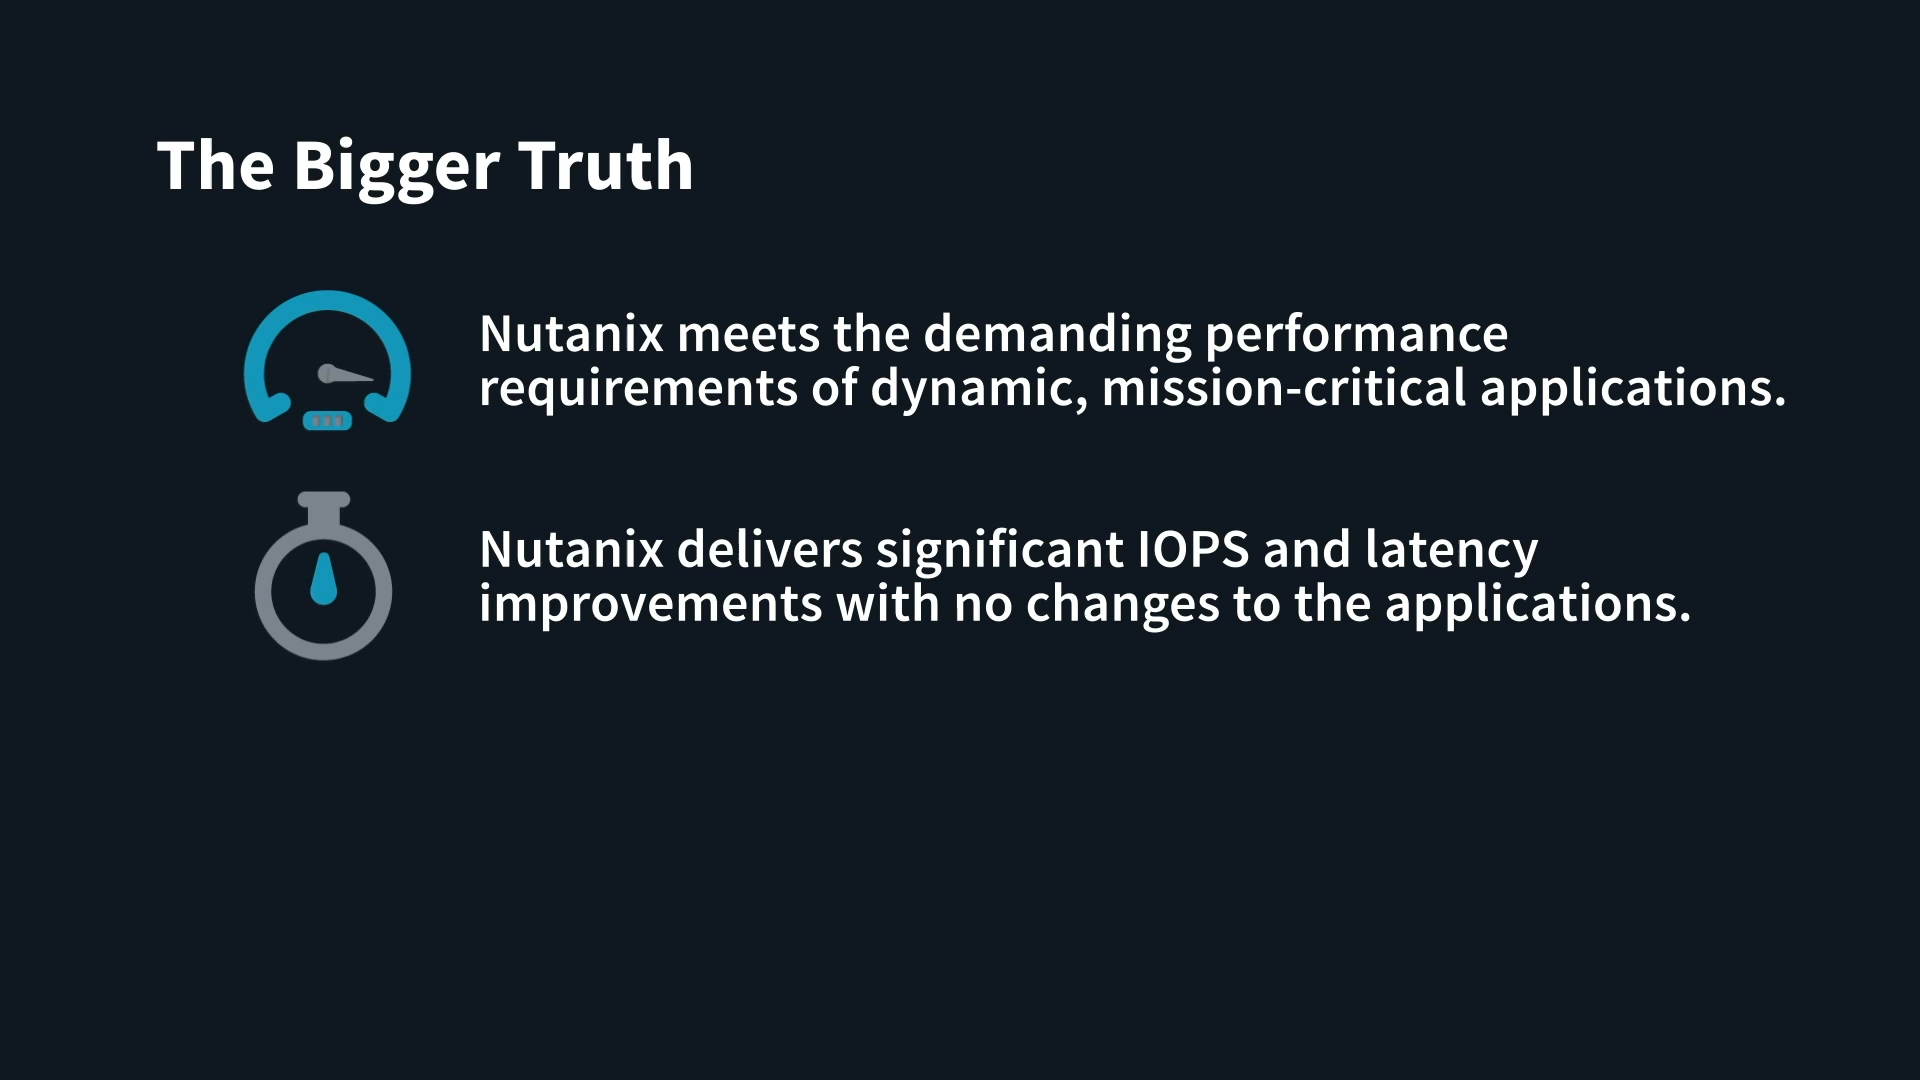 The Bigger Truth
Nutanix meets the demanding performance
requirements of dynamic, mission-critical applications.
Nutanix delivers significant IOPS and latency
improvements with no changes to the applications.